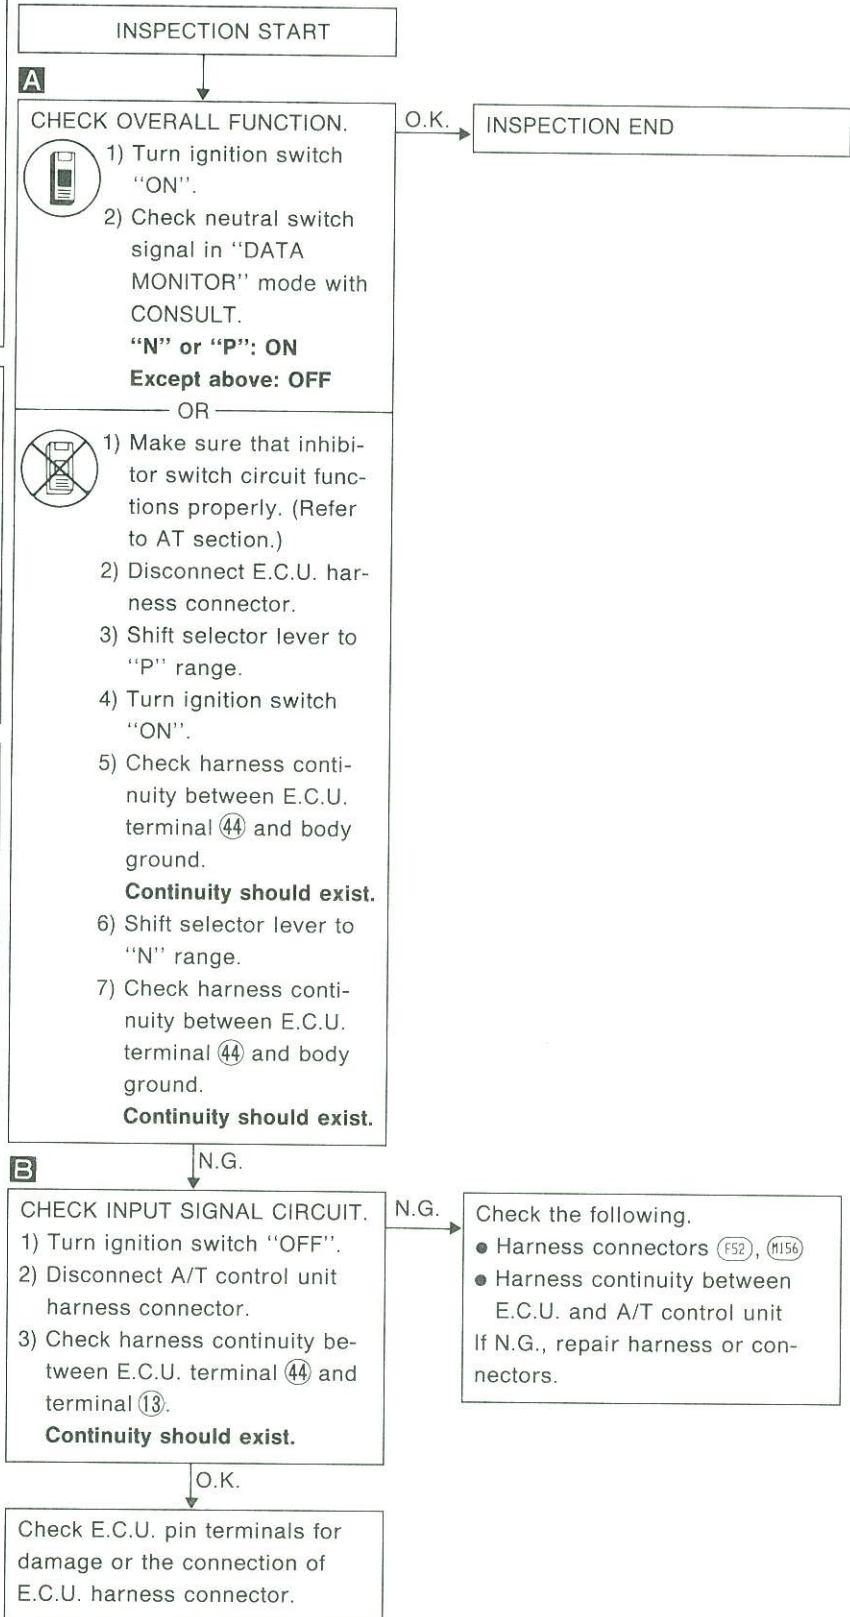 INSPECTION START
A
CHECK OVERALL FUNCTION.
1) Turn ignition switch
“ON”.
2) Check neutral switch
signal in “DATA
MONITOR” mode with
CONSULT.
“N” or “P”: ON
Except above: OFF
OR
1) Make sure that inhibi-
tor switch circuit func-
tions properly. (Refer
to AT section.)
2) Disconnect E.C.U. har-
ness connector.
3) Shift selector lever to
“P” range.
4) Turn ignition switch
“ON”.
5) Check harness conti-
nuity between E.C.U.
terminal 44 and body
ground.
Continuity should exist.
6) Shift selector lever to
“N” range.
7) Check harness conti-
nuity between E.C.U.
terminal 44 and body
ground.
Continuity should exist.
O.K.
INSPECTION END
N.G.
B
CHECK INPUT SIGNAL CIRCUIT.
1) Turn ignition switch “OFF”.
2) Disconnect A/T control unit
harness connector.
3) Check harness continuity be-
tween E.C.U. terminal 44 and
terminal 13.
Continuity should exist.
N.G.
Check the following.
● Harness connectors F52, M156
● Harness continuity between
E.C.U. and A/T control unit
If N.G., repair harness or con-
nectors.
O.K.
Check E.C.U. pin terminals for
damage or the connection of
E.C.U. harness connector.